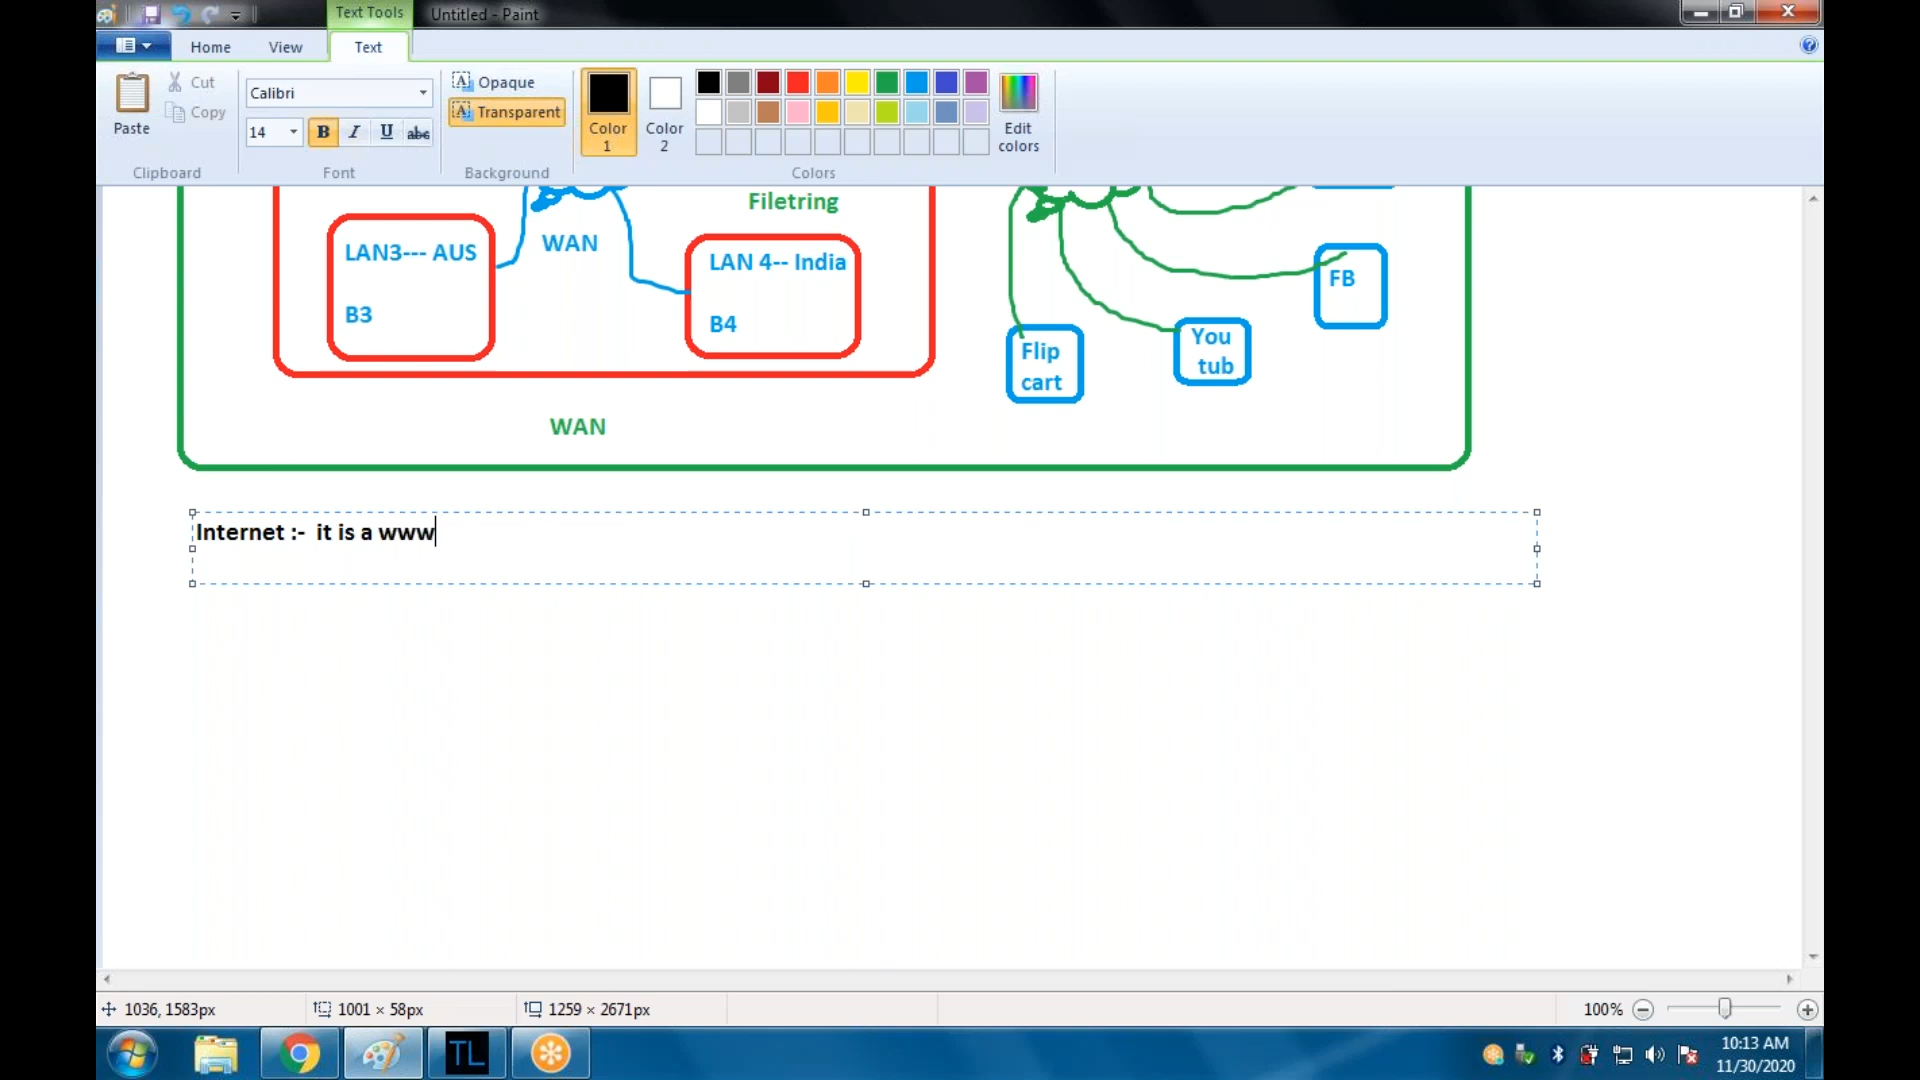 Text Tools
Untitled - Paint
Home
View
Text
Paste
Cut
Copy
Clipboard
Calibri
14
B I U abc
Font
Opaque
Transparent
Background
Color 1
Color 2
Edit colors
Colors
Filetring
LAN3--- AUS
B3
WAN
LAN 4-- India
B4
FB
Flip
cart
You
tub
WAN
Internet :-  it is a www
1036, 1583px
1001 × 58px
1259 × 2671px
100%
TL
10:13 AM
11/30/2020